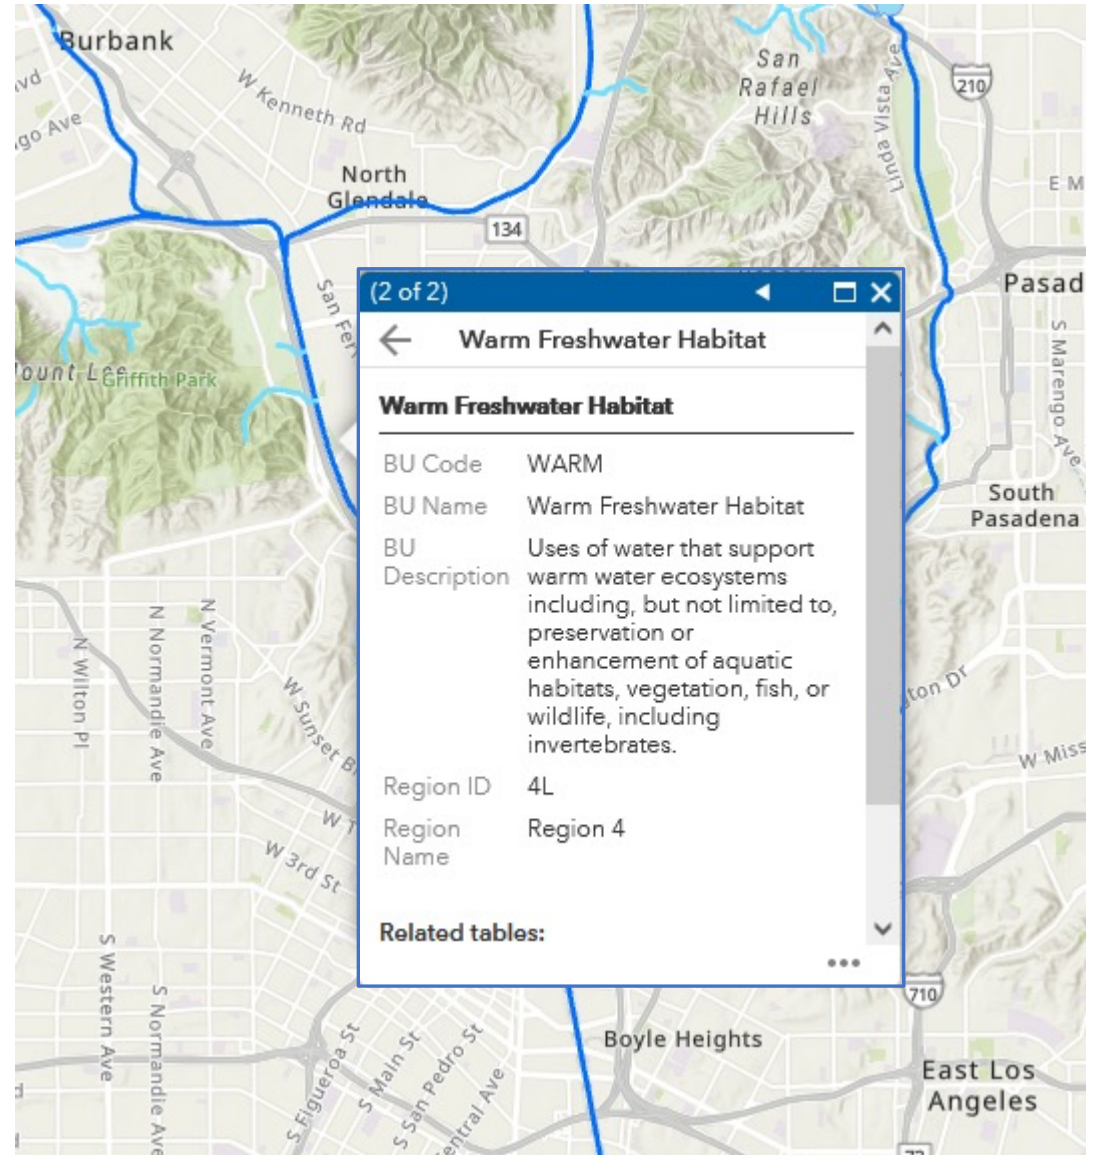 Burbank
W Kenneth Rd
San
Rafael
Hills
Linda Vista Ave
210
North
Glendale
134
E M
Pasad
(2 of 2)
Warm Freshwater Habitat
Warm Freshwater Habitat
BU Code WARM
BU Name Warm Freshwater Habitat
BU Uses of water that support
Description warm water ecosystems
including, but not limited to,
preservation or
enhancement of aquatic
habitats, vegetation, fish, or
wildlife, including
invertebrates.
Region ID 4L
Region Region 4
Name
Related tables:
San Fer
Griffith Park
S Marengo Ave
South
Pasadena
N Wilton Pl
N Normandie Ave
N Vermont Ave
W Sunset B
W 3rd St
W Miss
S Western Ave
S Normandie Ave
S Figueroa St
S Main St
S San Pedro St
entral Ave
Boyle Heights
710
East Los
Angeles